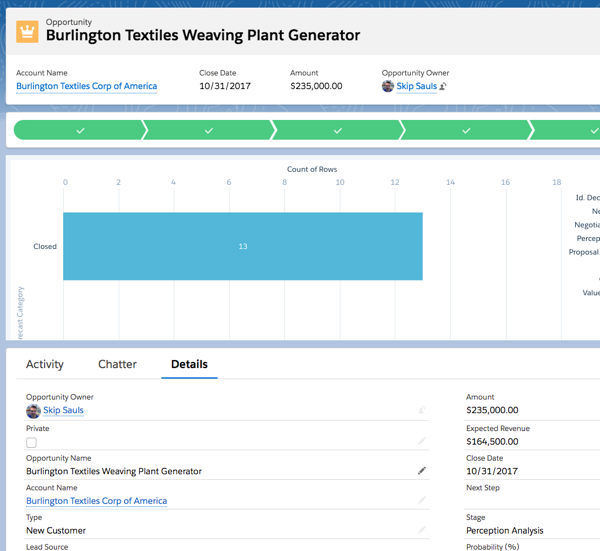 Opportunity
Burlington Textiles Weaving Plant Generator
Account Name Close Date Amount Opportunity Owner
Burlington Textiles Corp of America 10/31/2017 $235,000.00 Skip Sauls
Count of Rows
0 2 4 6 8 10 12 14 16 18
Id. Dec
Ne
Negotia
Percep
Proposal
Value
Closed 13
recast Category
Activity Chatter Details
Opportunity Owner Amount
Skip Sauls $235,000.00
Private Expected Revenue
$164,500.00
Opportunity Name Close Date
Burlington Textiles Weaving Plant Generator 10/31/2017
Account Name Next Step
Burlington Textiles Corp of America
Type Stage
New Customer Perception Analysis
Lead Source Probability (%)